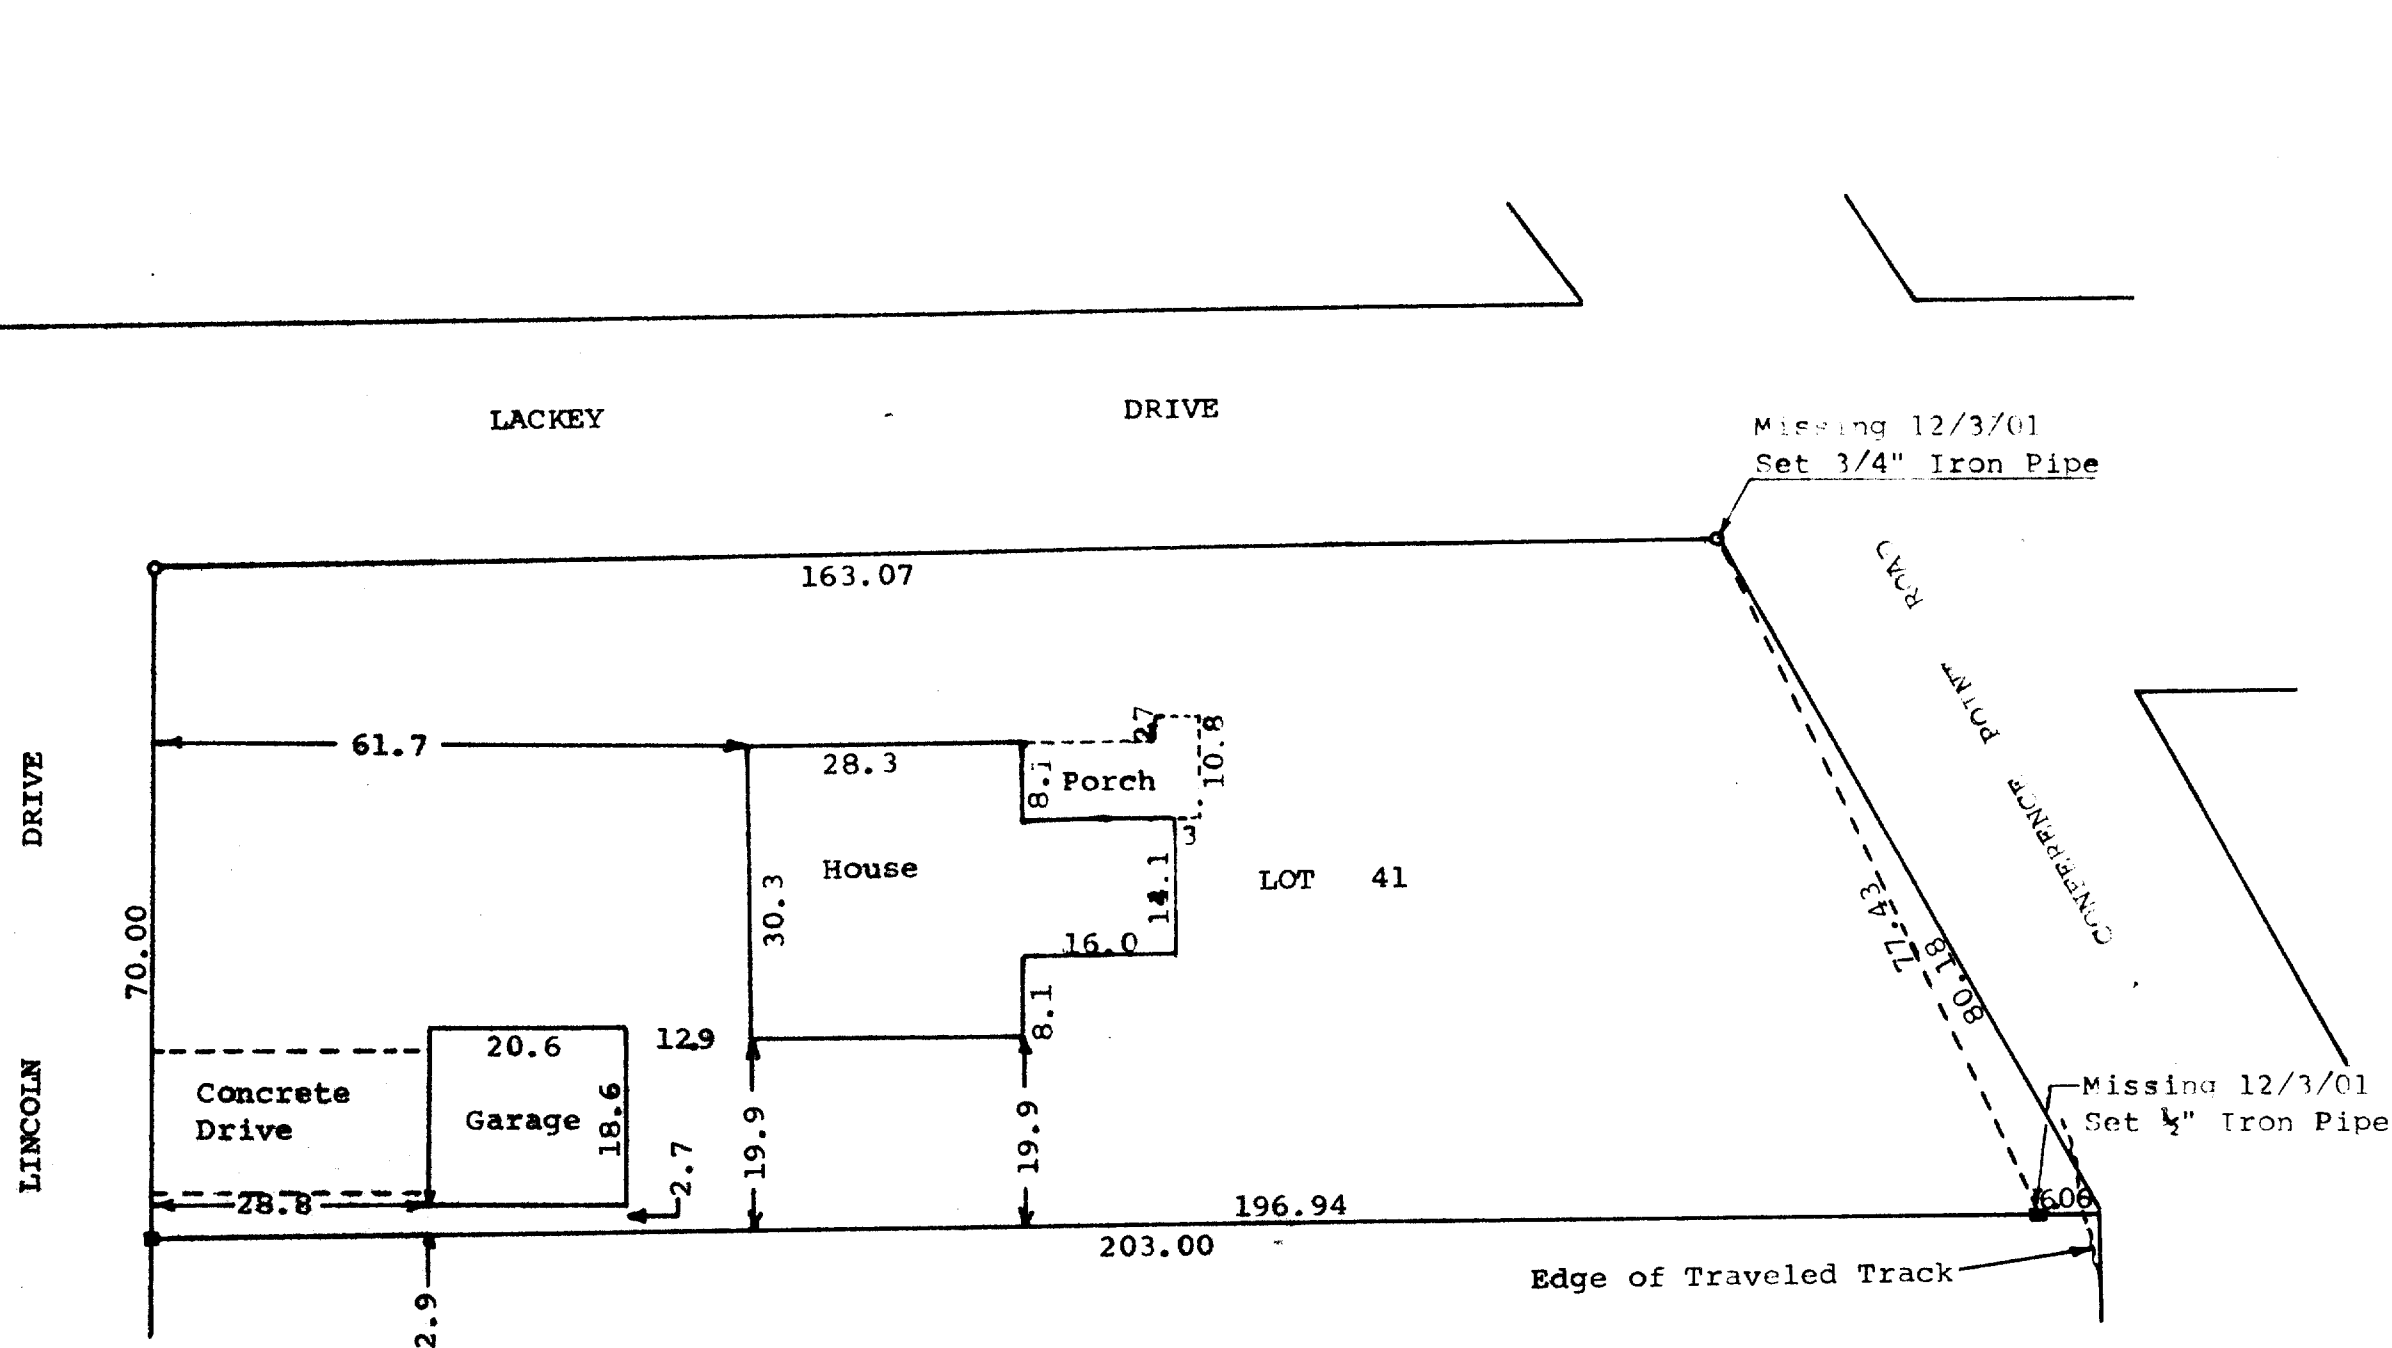 LACKEY DRIVE
Missing 12/3/01
Set 3/4" Iron Pipe
163.07
CONFERENCE POINT ROAD
61.7
28.3
2.7
10.8
8.1
Porch
3
House
30.3
14.1
16.0
8.1
LOT 41
77.43
80.18
70.00
LINCOLN DRIVE
20.6
12.9
Concrete
Drive
Garage
18.6
2.7
19.9
19.9
28.8
Missing 12/3/01
Set ½" Iron Pipe
196.94
6.06
203.00
Edge of Traveled Track
2.9